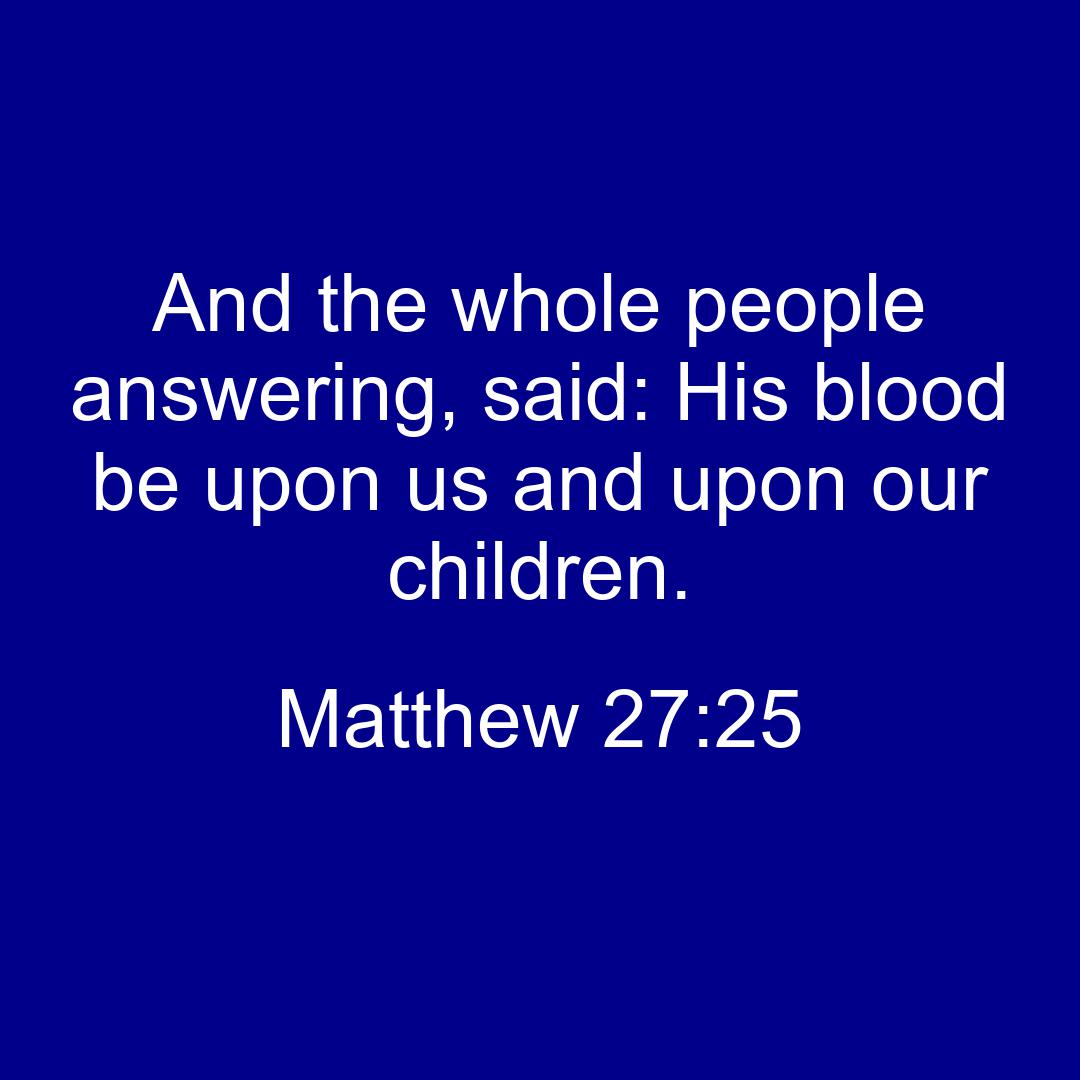 And the whole people
answering, said: His blood
be upon us and upon our
children.
Matthew 27:25